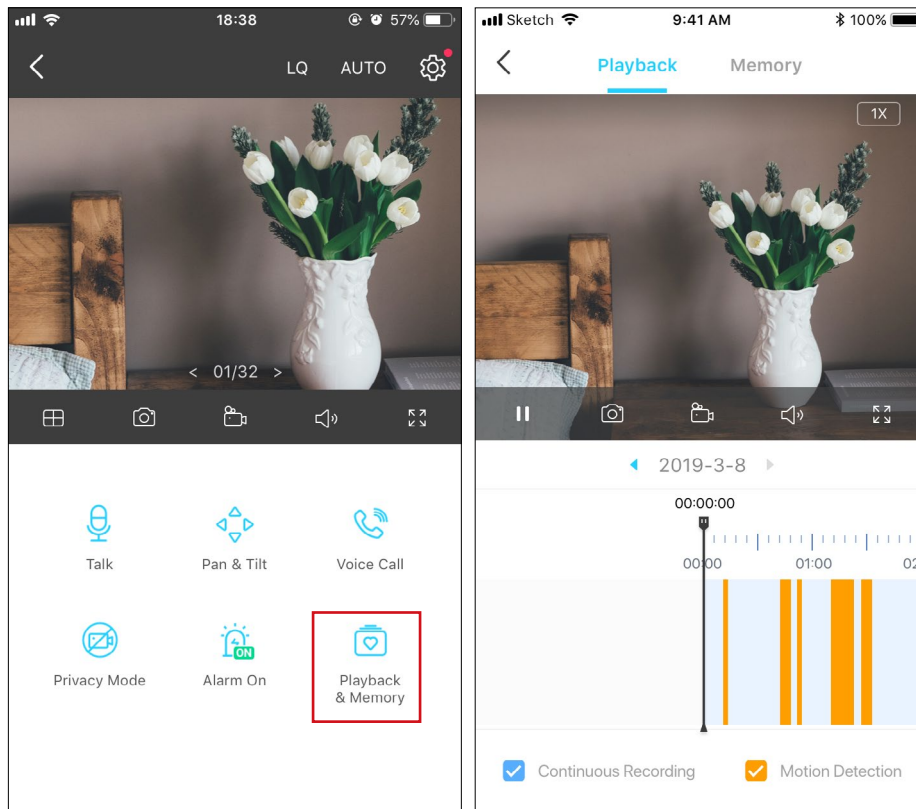 18:38
57%
LQ AUTO
< 01/32 >
Talk
Pan & Tilt
Voice Call
Privacy Mode
ON
Alarm On
Playback
& Memory
Sketch
9:41 AM
100%
Playback
Memory
1X
2019-3-8
00:00:00
00:00
01:00
02
Continuous Recording
Motion Detection